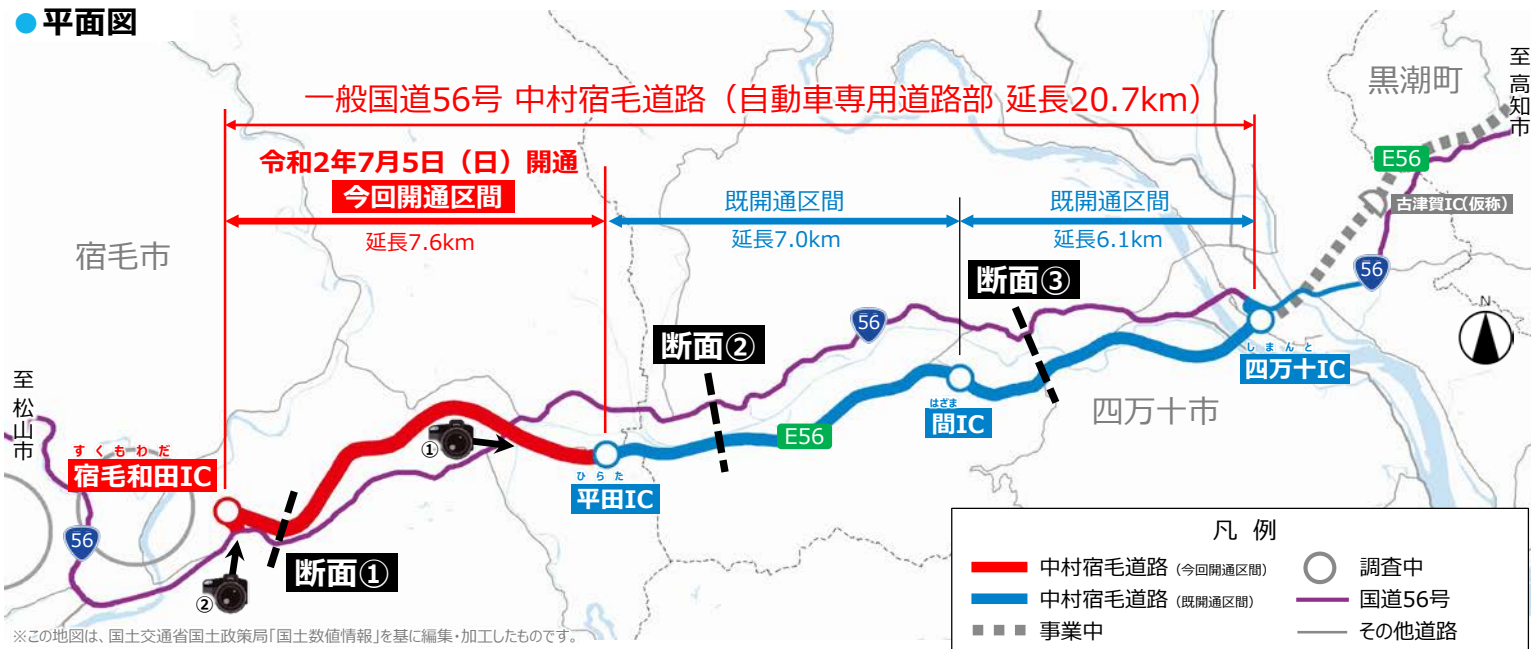 ● 平面図
一般国道56号 中村宿毛道路（自動車専用道路部 延長20.7km）
令和2年7月5日（日）開通
今回開通区間
延長7.6km
既開通区間
延長7.0km
既開通区間
延長6.1km
黒潮町
至高知市
E56
古津賀IC(仮称)
56
宿毛市
断面③
断面②
56
N
しまんと
四万十IC
四万十市
至松山市
はざま
間IC
E56
①
すくもわだ
宿毛和田IC
ひらた
平田IC
56
断面①
②
凡 例
中村宿毛道路（今回開通区間）
調査中
中村宿毛道路（既開通区間）
国道56号
事業中
その他道路
※この地図は、国土交通省国土政策局「国土数値情報」を基に編集・加工したものです。